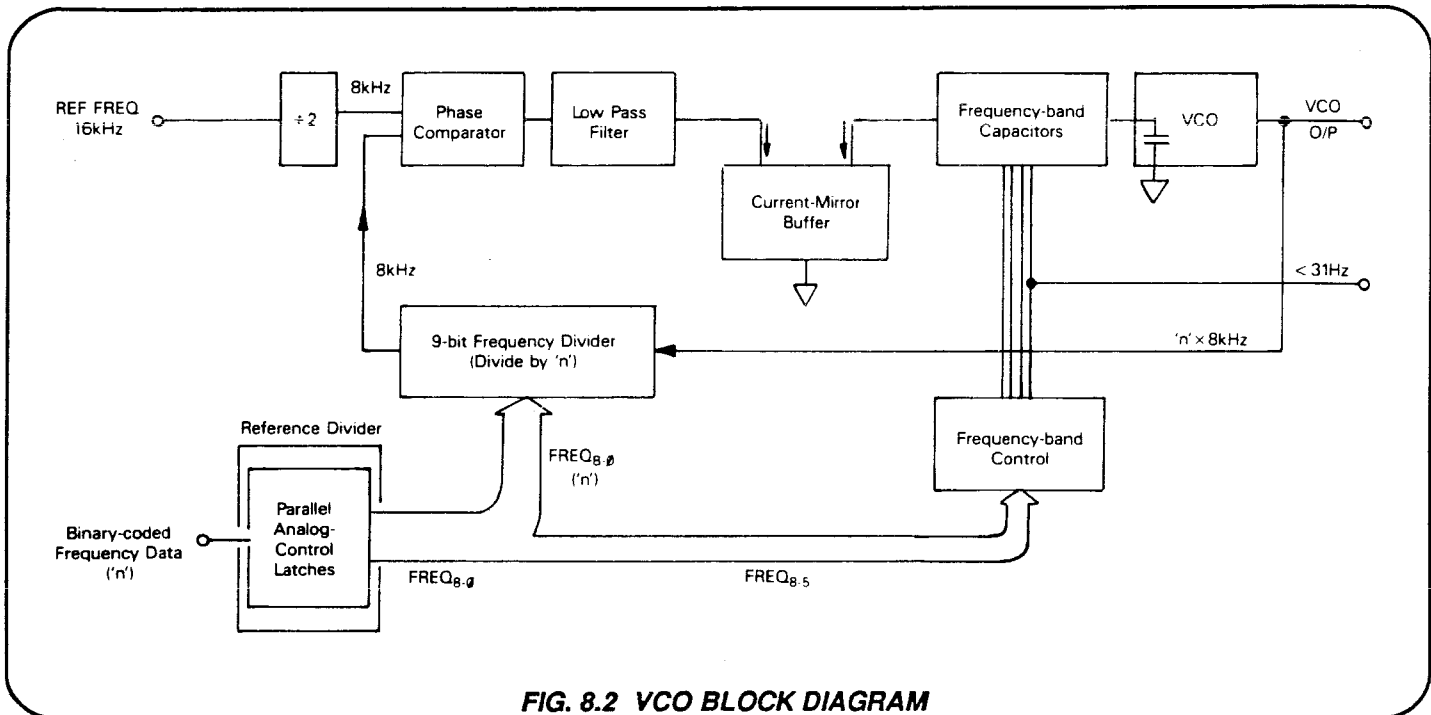 REF FREQ
16kHz
÷2
8kHz
Phase
Comparator
Low Pass
Filter
Current-Mirror
Buffer
Frequency-band
Capacitors
VCO
VCO
O/P
8kHz
< 31Hz
9-bit Frequency Divider
(Divide by 'n')
'n' × 8kHz
Reference Divider
FREQ8-0
('n')
Frequency-band
Control
Binary-coded
Frequency Data
('n')
Parallel
Analog-
Control
Latches
FREQ8-0
FREQ8-5
FIG. 8.2 VCO BLOCK DIAGRAM